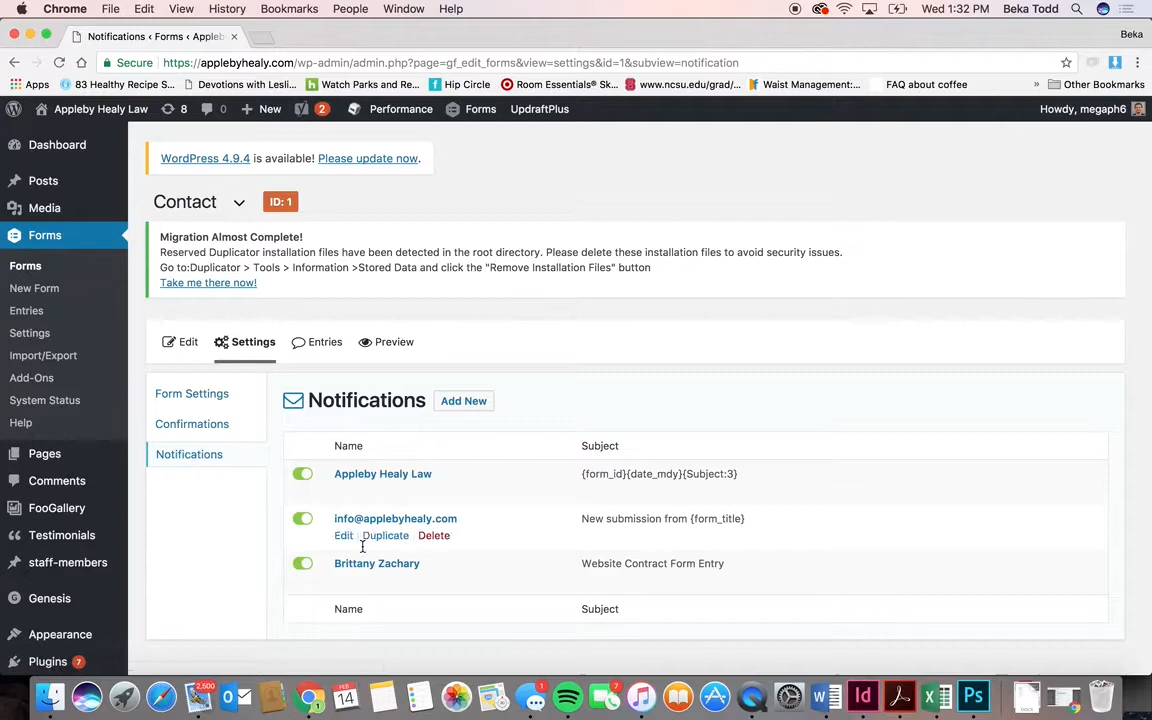 Chrome File Edit View History Bookmarks People Window Help Wed 1:32 PM Beka Todd
Notifications ‹ Forms ‹ Appleb Beka
Secure https://applebyhealy.com/wp-admin/admin.php?page=gf_edit_forms&view=settings&id=1&subview=notification
Apps 83 Healthy Recipe S... Devotions with Lesli... Watch Parks and Re... Hip Circle Room Essentials® Sk... www.ncsu.edu/grad/... Waist Management:... FAQ about coffee » Other Bookmarks
Appleby Healy Law 8 0 New 2 Performance Forms UpdraftPlus Howdy, megaph6
Dashboard
Posts
Media
Forms
Forms
New Form
Entries
Settings
Import/Export
Add-Ons
System Status
Help
Pages
Comments
FooGallery
Testimonials
staff-members
Genesis
Appearance
Plugins 7
WordPress 4.9.4 is available! Please update now.
Contact ID: 1
Migration Almost Complete!
Reserved Duplicator installation files have been detected in the root directory. Please delete these installation files to avoid security issues.
Go to:Duplicator > Tools > Information >Stored Data and click the "Remove Installation Files" button
Take me there now!
Edit Settings Entries Preview
Form Settings
Confirmations
Notifications
Notifications Add New
Name Subject
Appleby Healy Law {form_id}{date_mdy}{Subject:3}
info@applebyhealy.com New submission from {form_title}
Edit | Duplicate Delete
Brittany Zachary Website Contract Form Entry
Name Subject
2,500 1 FEB 14 1 7 W Id X Ps
DOCX